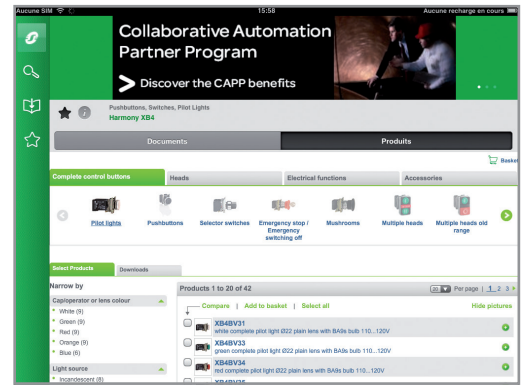 Aucune SIM
15:58
Aucune recharge en cours
Collaborative Automation
Partner Program
Discover the CAPP benefits
Pushbuttons, Switches, Pilot Lights
Harmony XB4
Documents
Produits
Basket
Complete control buttons
Heads
Electrical functions
Accessories
Pilot lights
Pushbuttons
Selector switches
Emergency stop /
Emergency
switching off
Mushrooms
Multiple heads
Multiple heads old
range
Select Products
Downloads
Narrow by
Products 1 to 20 of 42
20
Per page | 1 2 3
Cap/operator or lens colour
White (9)
Green (9)
Red (9)
Orange (9)
Blue (6)
Light source
Incandescent (8)
Compare | Add to basket | Select all
Hide pictures
XB4BV31
white complete pilot light Ø22 plain lens with BA9s bulb 110...120V
XB4BV33
green complete pilot light Ø22 plain lens with BA9s bulb 110...120V
XB4BV34
red complete pilot light Ø22 plain lens with BA9s bulb 110...120V